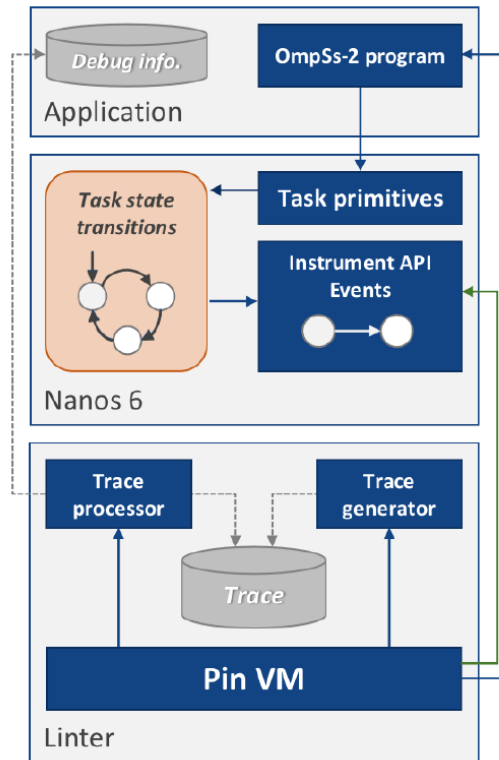 Debug info.
OmpSs-2 program
Application
Task state
transitions
Task primitives
Instrument API
Events
Nanos 6
Trace
processor
Trace
generator
Trace
Pin VM
Linter